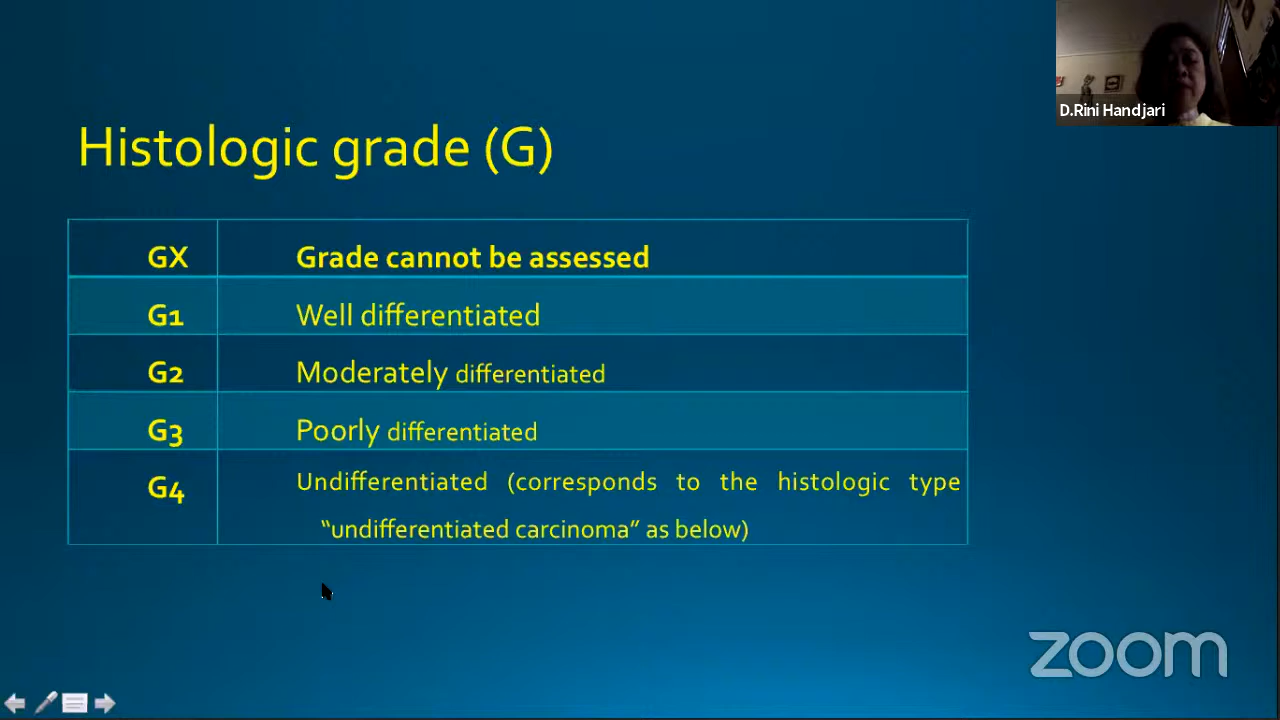 D.Rini Handjari
Histologic grade (G)
GX Grade cannot be assessed
G1 Well differentiated
G2 Moderately differentiated
G3 Poorly differentiated
G4 Undifferentiated (corresponds to the histologic type
“undifferentiated carcinoma” as below)
zoom